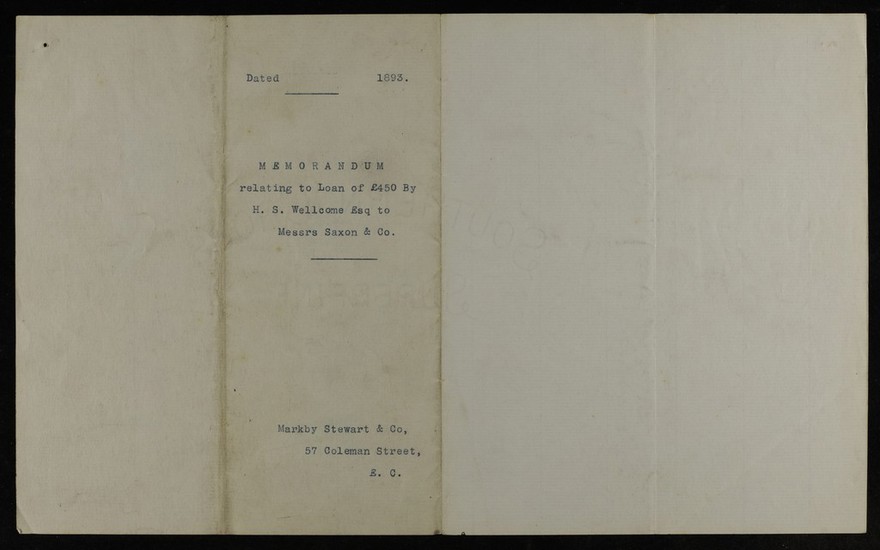 Dated 1893.
MEMORANDUM
relating to Loan of £450 By
H. S. Wellcome Esq to
Messrs Saxon & Co.
Markby Stewart & Co,
57 Coleman Street,
E. C.